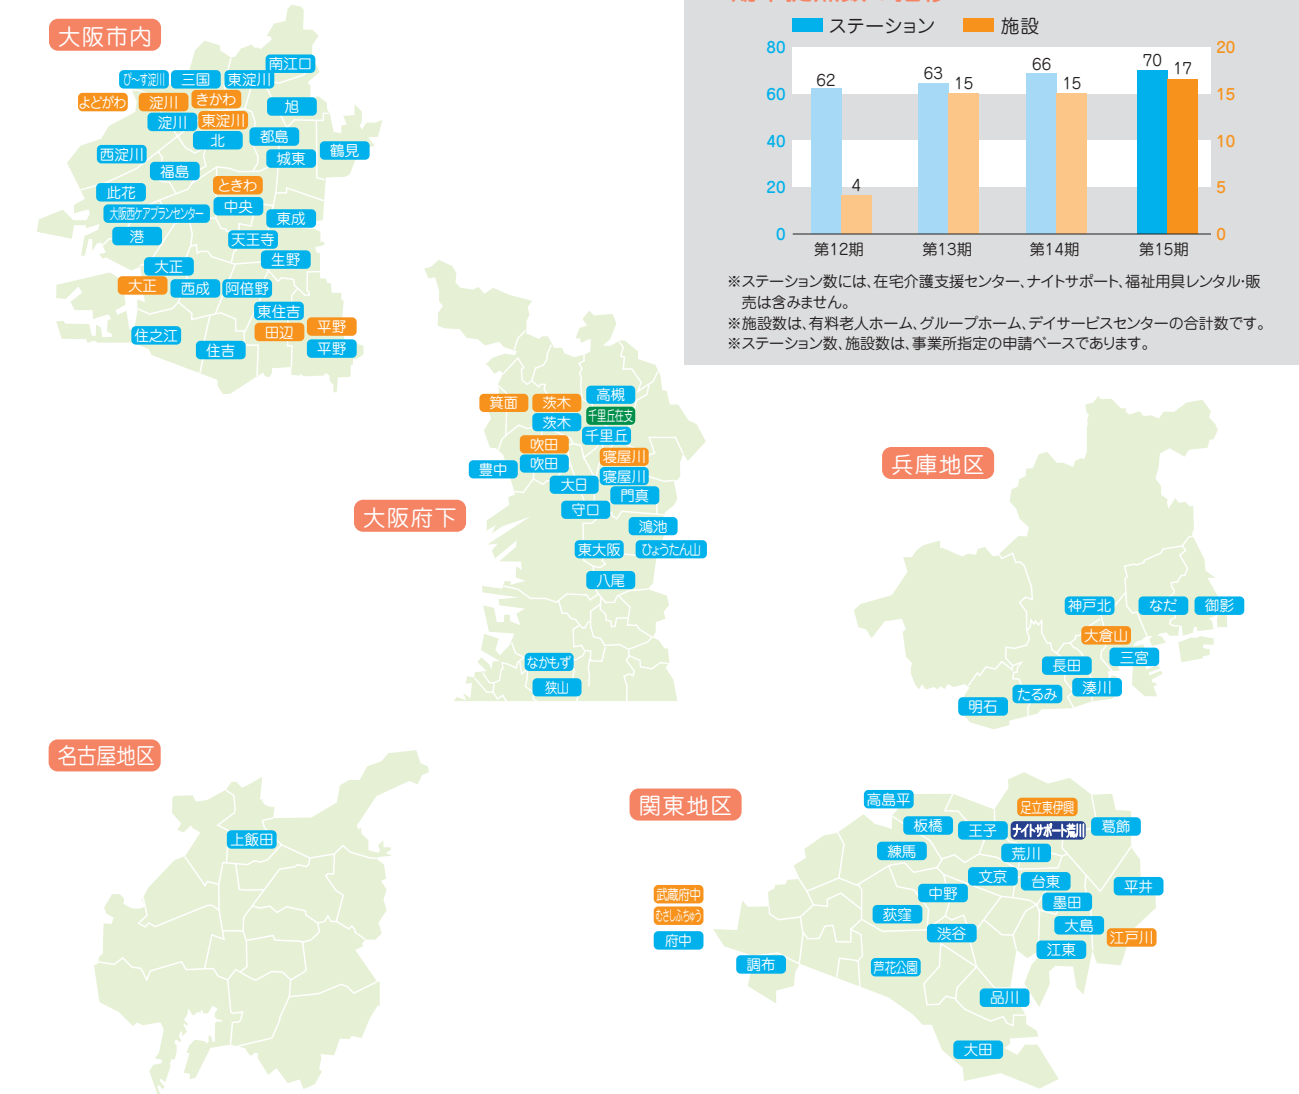 大阪市内
南江口
び～す淀川
三国
東淀川
よどがわ
淀川
きかわ
旭
淀川
東淀川
北
都島
鶴見
西淀川
城東
福島
ときわ
此花
中央
大阪西ケアプランセンター
東成
港
天王寺
生野
大正
大正
西成
阿倍野
東住吉
平野
田辺
住之江
住吉
平野
ステーション
施設
80
60
40
20
0
20
15
10
5
0
62
4
63
15
66
15
70
17
第12期
第13期
第14期
第15期
※ステーション数には、在宅介護支援センター、ナイトサポート、福祉用具レンタル・販
売は含みません。
※施設数は、有料老人ホーム、グループホーム、デイサービスセンターの合計数です。
※ステーション数、施設数は、事業所指定の申請ベースであります。
大阪府下
高槻
箕面
茨木
千里丘在支
茨木
千里丘
吹田
寝屋川
豊中
吹田
寝屋川
大日
門真
守口
鴻池
東大阪
ひょうたん山
八尾
なかもず
狭山
兵庫地区
神戸北
なだ
御影
大倉山
三宮
長田
湊川
たるみ
明石
名古屋地区
上飯田
関東地区
高島平
足立東伊興
板橋
王子
ナイトサポート荒川
葛飾
練馬
荒川
文京
台東
平井
武蔵府中
中野
墨田
むさしふちゅう
荻窪
大島
府中
渋谷
江戸川
江東
調布
芦花公園
品川
大田